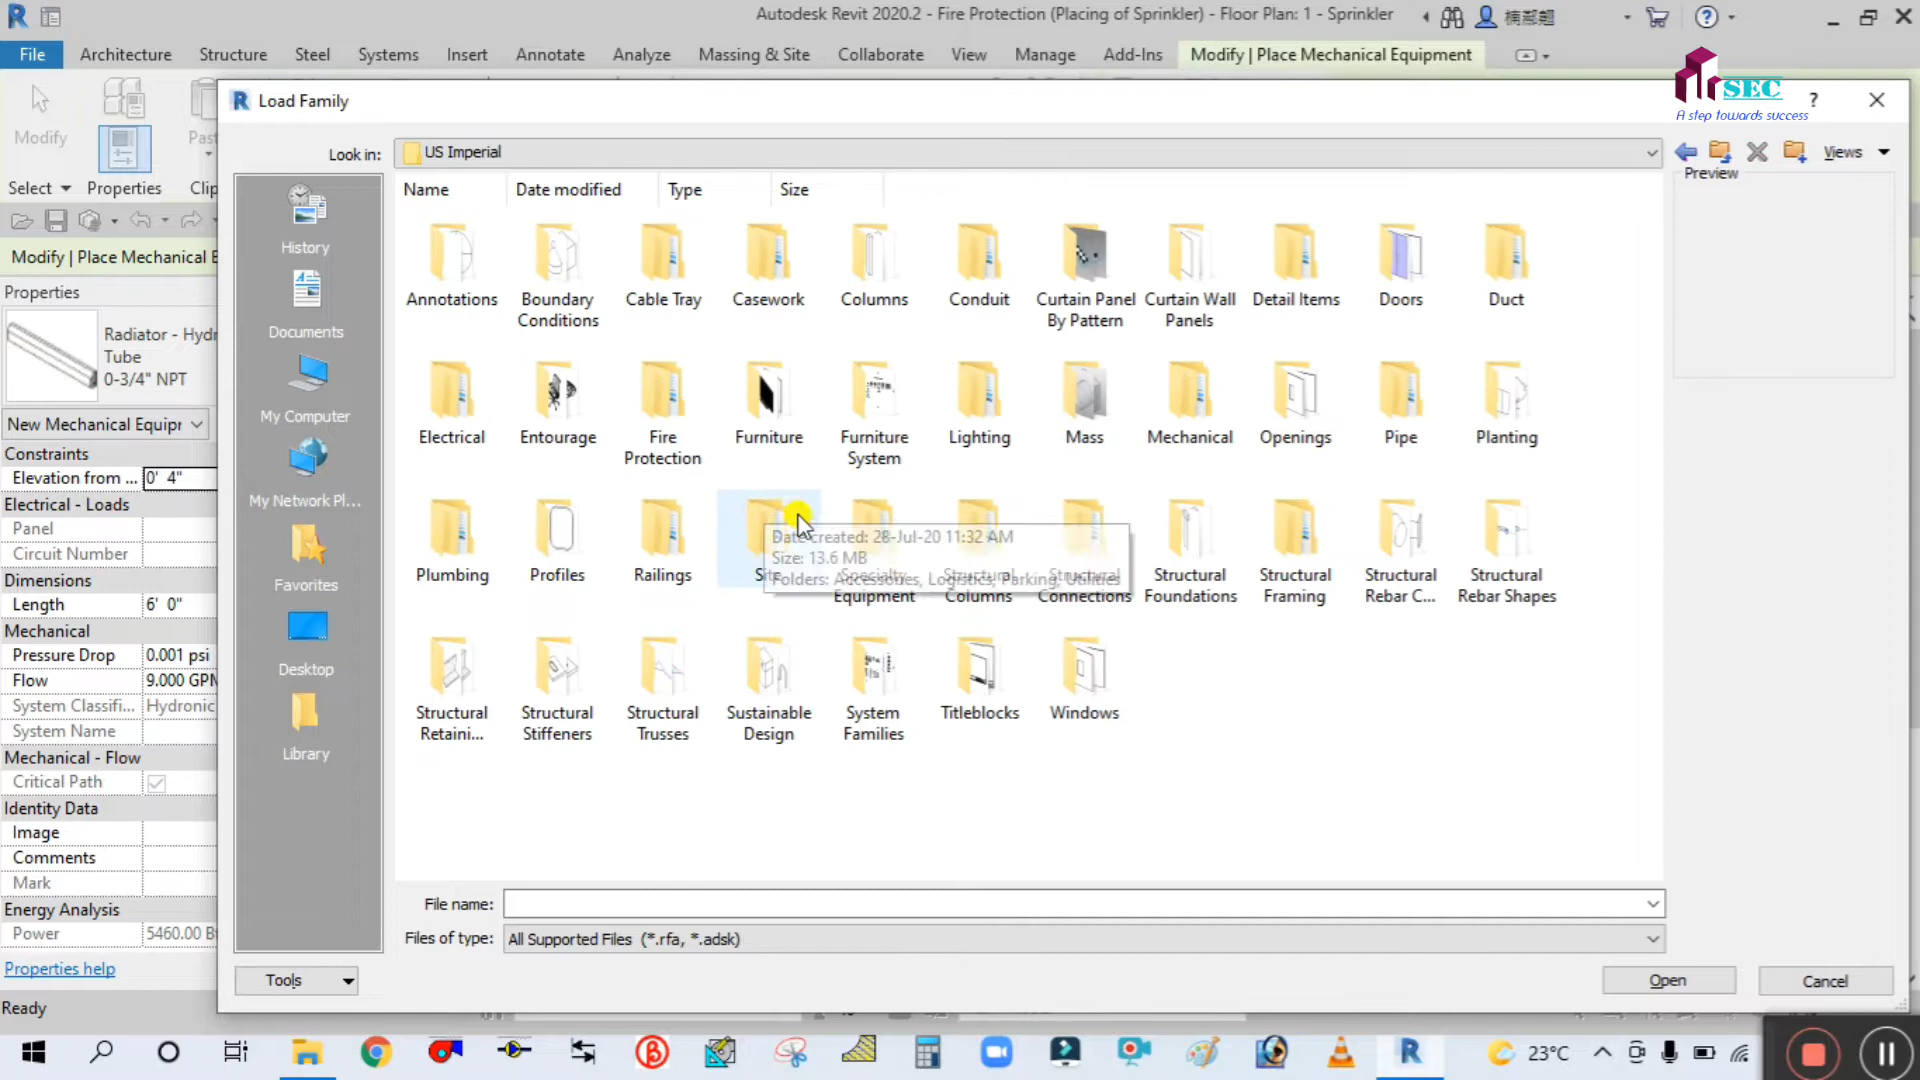 Autodesk Revit 2020.2 - Fire Protection (Placing of Sprinkler) - Floor Plan: 1 - Sprinkler
File Architecture Structure Steel Systems Insert Annotate Analyze Massing & Site Collaborate View Manage Add-Ins Modify | Place Mechanical Equipment
SEC
A step towards success
Load Family
Modify
Look in: US Imperial
Views
Select Properties
Preview
Name Date modified Type Size
History
Modify | Place Mechanical E
Properties
Annotations Boundary Conditions Cable Tray Casework Columns Conduit Curtain Panel By Pattern Curtain Wall Panels Detail Items Doors Duct
Radiator - Hydr
Tube
0-3/4" NPT
Documents
My Computer
New Mechanical Equipr
Electrical Entourage Fire Protection Furniture Furniture System Lighting Mass Mechanical Openings Pipe Planting
Constraints
Elevation from ... 0' 4"
My Network Pl...
Electrical - Loads
Panel
Circuit Number
Date created: 28-Jul-20 11:32 AM
Size: 13.6 MB
Folders: Accessories, Logistics, Parking, Utilities
Plumbing Profiles Railings Specialty Equipment Structural Columns Structural Connections Structural Foundations Structural Framing Structural Rebar C... Structural Rebar Shapes
Dimensions
Favorites
Length 6' 0"
Mechanical
Pressure Drop 0.001 psi
Flow 9.000 GPM
Desktop
System Classifi... Hydronic
System Name
Structural Retaini... Structural Stiffeners Structural Trusses Sustainable Design System Families Titleblocks Windows
Mechanical - Flow
Library
Critical Path
Identity Data
Image
Comments
Mark
File name:
Energy Analysis
Power 5460.00 Bt
Files of type: All Supported Files (*.rfa, *.adsk)
Properties help
Tools
Open Cancel
Ready
23°C